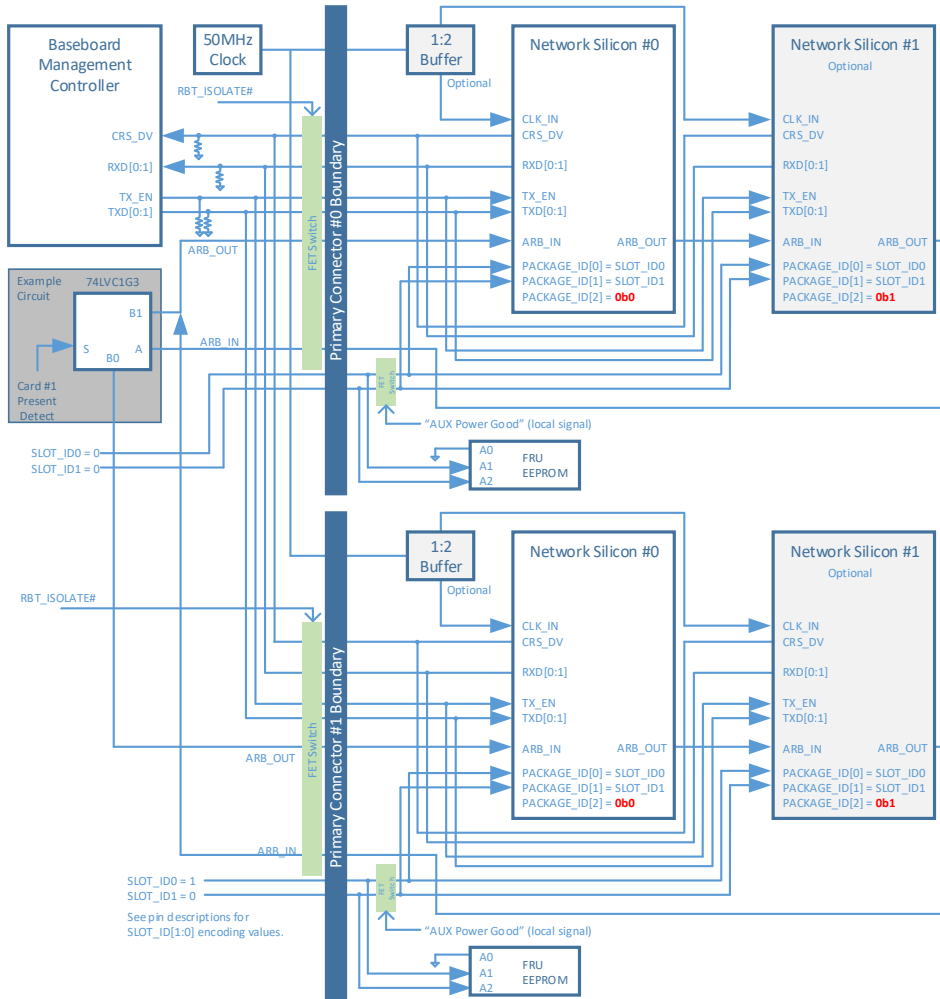 Baseboard
Management
Controller
CRS_DV
RXD[0:1]
TX_EN
TXD[0:1]
50MHz
Clock
RBT_ISOLATE#
FET Switch
Primary Connector #0 Boundary
1:2
Buffer
Optional
Network Silicon #0
CLK_IN
CRS_DV
RXD[0:1]
TX_EN
TXD[0:1]
ARB_IN
ARB_OUT
PACKAGE_ID[0] = SLOT_ID0
PACKAGE_ID[1] = SLOT_ID1
PACKAGE_ID[2] = 0b0
Network Silicon #1
Optional
CLK_IN
CRS_DV
RXD[0:1]
TX_EN
TXD[0:1]
ARB_IN
ARB_OUT
PACKAGE_ID[0] = SLOT_ID0
PACKAGE_ID[1] = SLOT_ID1
PACKAGE_ID[2] = 0b1
ARB_OUT
Example
Circuit
74LVC1G3
B1
S
A
B0
Card #1
Present
Detect
ARB_IN
SLOT_ID0 = 0
SLOT_ID1 = 0
FET
Switch
"AUX Power Good" (local signal)
A0
A1
A2
FRU
EEPROM
RBT_ISOLATE#
FET Switch
Primary Connector #1 Boundary
1:2
Buffer
Optional
Network Silicon #0
CLK_IN
CRS_DV
RXD[0:1]
TX_EN
TXD[0:1]
ARB_IN
ARB_OUT
PACKAGE_ID[0] = SLOT_ID0
PACKAGE_ID[1] = SLOT_ID1
PACKAGE_ID[2] = 0b0
Network Silicon #1
Optional
CLK_IN
CRS_DV
RXD[0:1]
TX_EN
TXD[0:1]
ARB_IN
ARB_OUT
PACKAGE_ID[0] = SLOT_ID0
PACKAGE_ID[1] = SLOT_ID1
PACKAGE_ID[2] = 0b1
ARB_OUT
ARB_IN
SLOT_ID0 = 1
SLOT_ID1 = 0
See pin descriptions for
SLOT_ID[1:0] encoding values.
FET
Switch
"AUX Power Good" (local signal)
A0
A1
A2
FRU
EEPROM